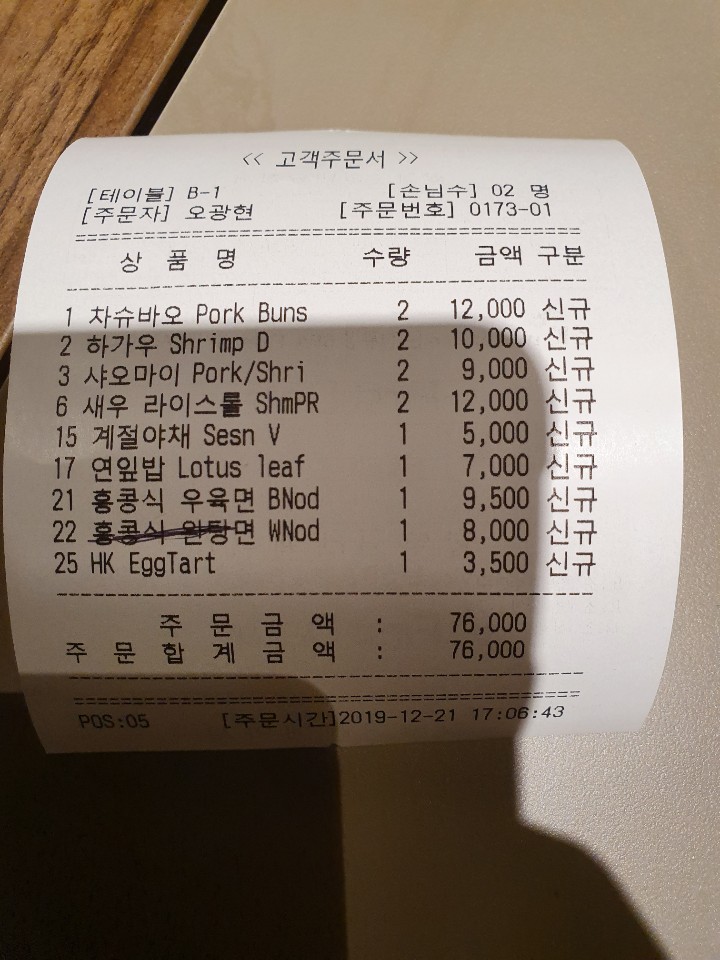 << 고객주문서 >>
[테이블] B-1 [손님수] 02 명
[주문자] 오광현 [주문번호] 0173-01
상 품 명 수량 금액 구분
1 차슈바오 Pork Buns 2 12,000 신규
2 하가우 Shrimp D 2 10,000 신규
3 샤오마이 Pork/Shri 2 9,000 신규
6 새우 라이스롤 ShmPR 2 12,000 신규
15 계절야채 Sesn V 1 5,000 신규
17 연잎밥 Lotus leaf 1 7,000 신규
21 홍콩식 우육면 BNod 1 9,500 신규
22 홍콩식 완탕면 WNod 1 8,000 신규
25 HK EggTart 1 3,500 신규
주 문 금 액 : 76,000
주 문 합 계 금 액 : 76,000
POS:05 [주문시간]2019-12-21 17:06:43